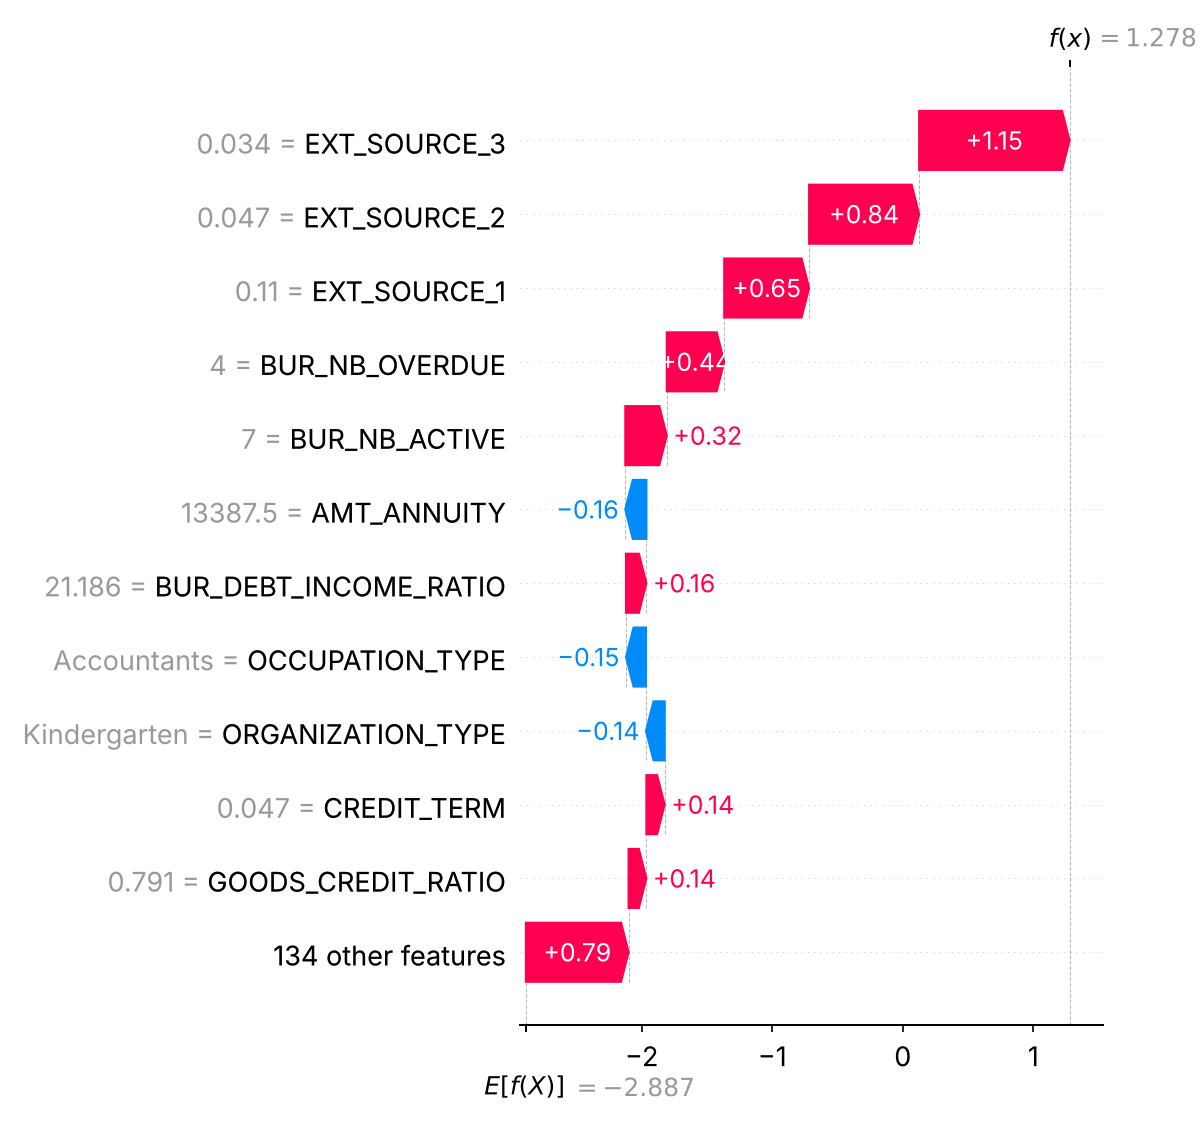 f(x) = 1.278
0.034 = EXT_SOURCE_3 +1.15
0.047 = EXT_SOURCE_2 +0.84
0.11 = EXT_SOURCE_1 +0.65
4 = BUR_NB_OVERDUE +0.44
7 = BUR_NB_ACTIVE +0.32
13387.5 = AMT_ANNUITY −0.16
21.186 = BUR_DEBT_INCOME_RATIO +0.16
Accountants = OCCUPATION_TYPE −0.15
Kindergarten = ORGANIZATION_TYPE −0.14
0.047 = CREDIT_TERM +0.14
0.791 = GOODS_CREDIT_RATIO +0.14
134 other features +0.79
−2 −1 0 1
E[f(X)] = −2.887